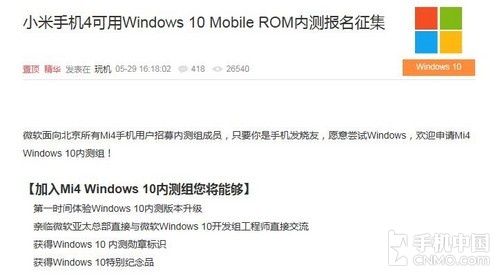 小米手机4可用Windows 10 Mobile ROM内测报名征集
Windows 10
置顶 精华 发表在 玩机 05-29 16:18:02 418 26540
微软面向北京所有Mi4手机用户招募内测组成员，只要你是手机发烧友，愿意尝试Windows，欢迎申请Mi4
Windows 10内测组！
【加入Mi4 Windows 10内测组您将能够】
第一时间体验Windows 10内测版本升级
亲临微软亚太总部直接与微软Windows 10开发组工程师直接交流
获得Windows 10 内测勋章标识
获得Windows 10特别纪念品
手机中国
CNMO.com